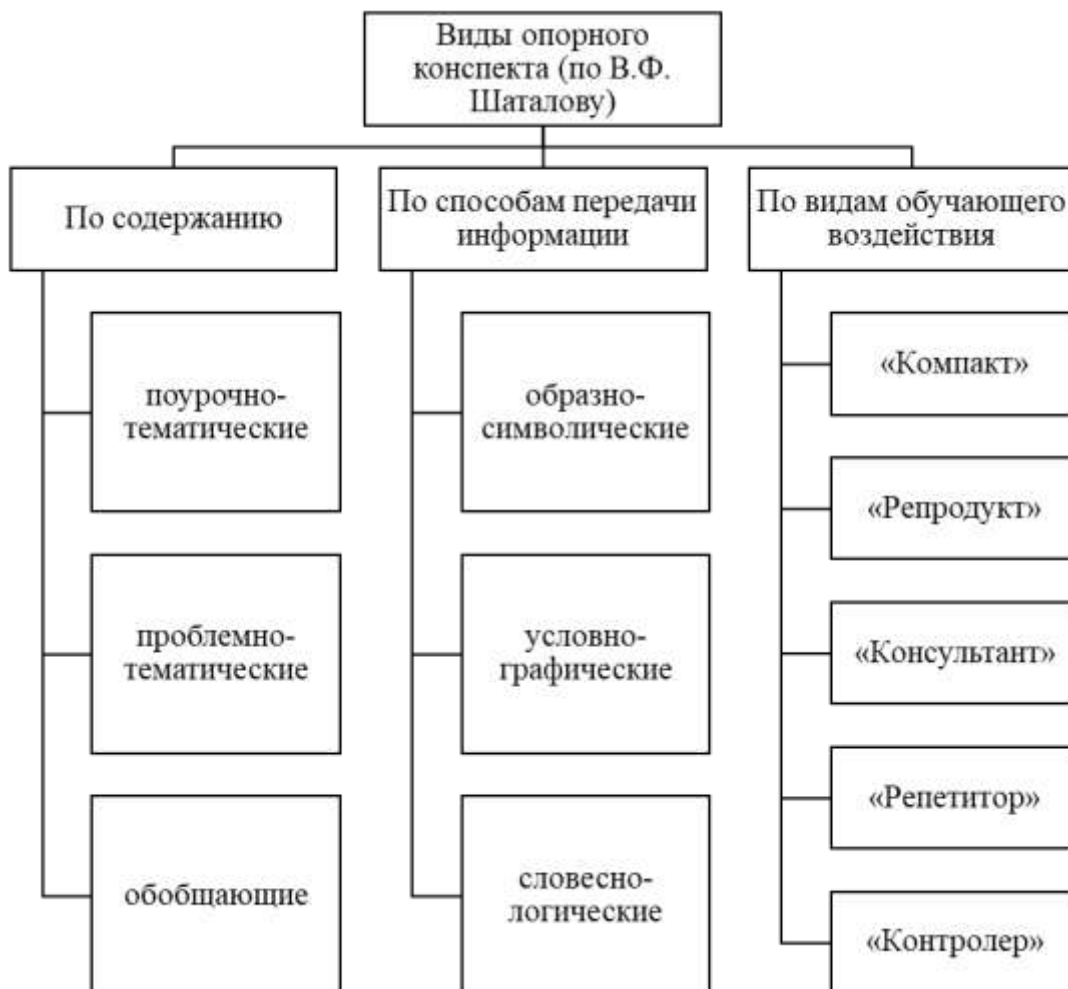 Виды опорного
конспекта (по В.Ф.
Шаталову)
По содержанию
поурочно-
тематические
проблемно-
тематические
обобщающие
По способам передачи
информации
образно-
символические
условно-
графические
словесно-
логические
По видам обучающего
воздействия
«Компакт»
«Репродукт»
«Консультант»
«Репетитор»
«Контролер»